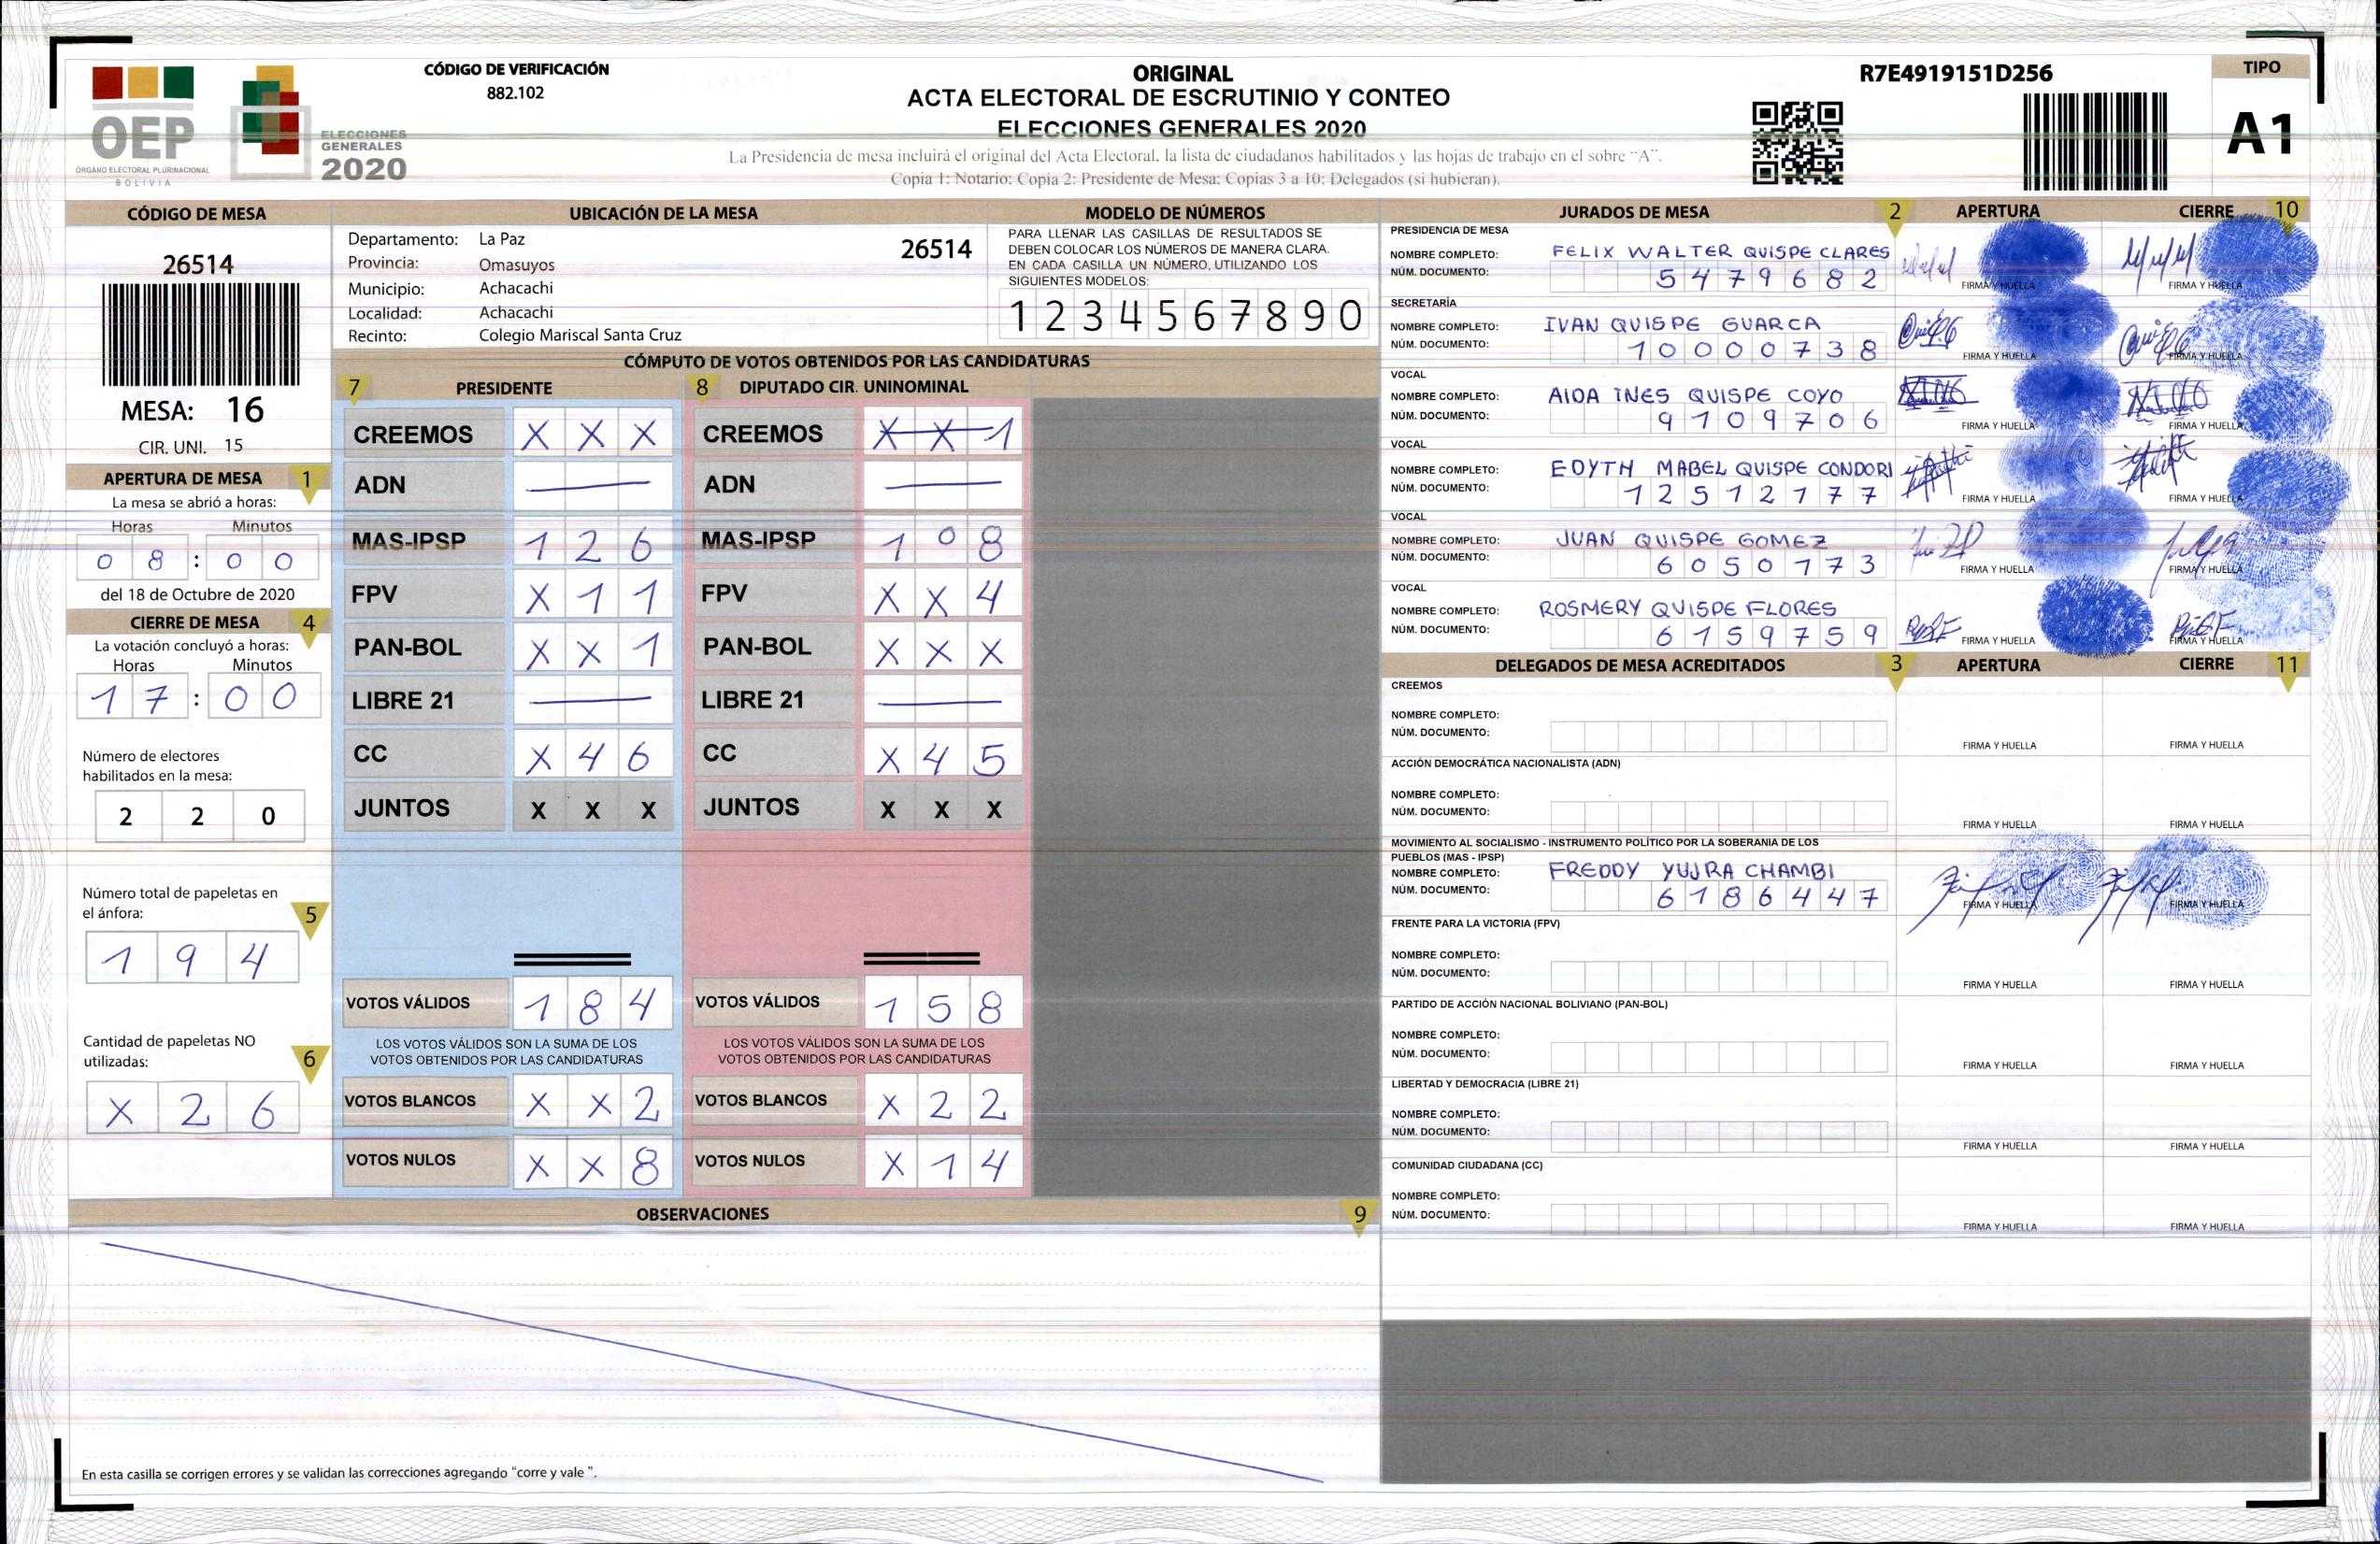 CÓDIGO DE VERIFICACIÓN
882.102
ORIGINAL
ACTA ELECTORAL DE ESCRUTINIO Y CONTEO
ELECCIONES GENERALES 2020
La Presidencia de mesa incluirá el original del Acta Electoral, la lista de ciudadanos habilitados y las hojas de trabajo en el sobre "A".
Copia 1: Notario; Copia 2: Presidente de Mesa; Copias 3 a 10: Delegados (si hubieran).
R7E4919151D256
TIPO
A1
OEP
ÓRGANO ELECTORAL PLURINACIONAL
BOLIVIA
ELECCIONES
GENERALES
2020
CÓDIGO DE MESA
26514
MESA: 16
CIR. UNI. 15
APERTURA DE MESA 1
La mesa se abrió a horas:
Horas Minutos
0 8 : 0 0
del 18 de Octubre de 2020
CIERRE DE MESA 4
La votación concluyó a horas:
Horas Minutos
1 7 : 0 0
Número de electores
habilitados en la mesa:
2 2 0
Número total de papeletas en
el ánfora:
5
1 9 4
Cantidad de papeletas NO
utilizadas:
6
X 2 6
UBICACIÓN DE LA MESA
Departamento: La Paz
26514
Provincia: Omasuyos
Municipio: Achacachi
Localidad: Achacachi
Recinto: Colegio Mariscal Santa Cruz
MODELO DE NÚMEROS
PARA LLENAR LAS CASILLAS DE RESULTADOS SE
DEBEN COLOCAR LOS NÚMEROS DE MANERA CLARA.
EN CADA CASILLA UN NÚMERO, UTILIZANDO LOS
SIGUIENTES MODELOS:
1 2 3 4 5 6 7 8 9 0
CÓMPUTO DE VOTOS OBTENIDOS POR LAS CANDIDATURAS
7 PRESIDENTE
CREEMOS X X X
ADN
MAS-IPSP 1 2 6
FPV X 1 1
PAN-BOL X X 1
LIBRE 21
CC X 4 6
JUNTOS X X X
VOTOS VÁLIDOS 1 8 4
LOS VOTOS VÁLIDOS SON LA SUMA DE LOS
VOTOS OBTENIDOS POR LAS CANDIDATURAS
VOTOS BLANCOS X X 2
VOTOS NULOS X X 8
8 DIPUTADO CIR. UNINOMINAL
CREEMOS X X 1
ADN
MAS-IPSP 1 0 8
FPV X X 4
PAN-BOL X X X
LIBRE 21
CC X 4 5
JUNTOS X X X
VOTOS VÁLIDOS 1 5 8
LOS VOTOS VÁLIDOS SON LA SUMA DE LOS
VOTOS OBTENIDOS POR LAS CANDIDATURAS
VOTOS BLANCOS X 2 2
VOTOS NULOS X 1 4
OBSERVACIONES 9
En esta casilla se corrigen errores y se validan las correcciones agregando "corre y vale ".
JURADOS DE MESA 2 APERTURA CIERRE 10
PRESIDENCIA DE MESA
NOMBRE COMPLETO: FELIX WALTER QUISPE CLARES
NÚM. DOCUMENTO: 5 4 7 9 6 8 2
FIRMA Y HUELLA FIRMA Y HUELLA
SECRETARÍA
NOMBRE COMPLETO: IVAN QUISPE GUARCA
NÚM. DOCUMENTO: 1 0 0 0 0 7 3 8
FIRMA Y HUELLA FIRMA Y HUELLA
VOCAL
NOMBRE COMPLETO: AIDA INES QUISPE COYO
NÚM. DOCUMENTO: 9 1 0 9 7 0 6
FIRMA Y HUELLA FIRMA Y HUELLA
VOCAL
NOMBRE COMPLETO: EDYTH MABEL QUISPE CONDORI
NÚM. DOCUMENTO: 1 2 5 1 2 1 7 7
FIRMA Y HUELLA FIRMA Y HUELLA
VOCAL
NOMBRE COMPLETO: JUAN QUISPE GOMEZ
NÚM. DOCUMENTO: 6 0 5 0 1 7 3
FIRMA Y HUELLA FIRMA Y HUELLA
VOCAL
NOMBRE COMPLETO: ROSMERY QUISPE FLORES
NÚM. DOCUMENTO: 6 1 5 9 7 5 9
FIRMA Y HUELLA FIRMA Y HUELLA
DELEGADOS DE MESA ACREDITADOS 3 APERTURA CIERRE 11
CREEMOS
NOMBRE COMPLETO:
NÚM. DOCUMENTO:
FIRMA Y HUELLA FIRMA Y HUELLA
ACCIÓN DEMOCRÁTICA NACIONALISTA (ADN)
NOMBRE COMPLETO:
NÚM. DOCUMENTO:
FIRMA Y HUELLA FIRMA Y HUELLA
MOVIMIENTO AL SOCIALISMO - INSTRUMENTO POLÍTICO POR LA SOBERANIA DE LOS
PUEBLOS (MAS - IPSP)
NOMBRE COMPLETO: FREDDY YUJRA CHAMBI
NÚM. DOCUMENTO: 6 1 8 6 4 4 7
FIRMA Y HUELLA FIRMA Y HUELLA
FRENTE PARA LA VICTORIA (FPV)
NOMBRE COMPLETO:
NÚM. DOCUMENTO:
FIRMA Y HUELLA FIRMA Y HUELLA
PARTIDO DE ACCIÓN NACIONAL BOLIVIANO (PAN-BOL)
NOMBRE COMPLETO:
NÚM. DOCUMENTO:
FIRMA Y HUELLA FIRMA Y HUELLA
LIBERTAD Y DEMOCRACIA (LIBRE 21)
NOMBRE COMPLETO:
NÚM. DOCUMENTO:
FIRMA Y HUELLA FIRMA Y HUELLA
COMUNIDAD CIUDADANA (CC)
NOMBRE COMPLETO:
NÚM. DOCUMENTO:
FIRMA Y HUELLA FIRMA Y HUELLA